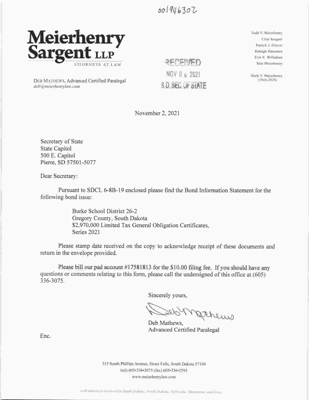 001946302
Meierhenry
Sargent LLP
ATTORNEYS AT LAW
DEB MATHEWS, Advanced Certified Paralegal
deb@meierhenrylaw.com
Todd V. Meierhenry
Clint Sargent
Patrick J. Glover
Raleigh Hansman
Erin E. Willadsen
Mark V. Meierhenry
RECEIVED
NOV 04 2021
S.D. SEC. OF STATE
November 2, 2021
Secretary of State
State Capitol
500 E. Capitol
Pierre, SD 57501-5077
Dear Secretary:
Pursuant to SDCL 6-8B-19 enclosed please find the Bond Information Statement for the
following bond issue:
Burke School District 26-2
Gregory County, South Dakota
$2,970,000 Limited Tax General Obligation Certificates,
Series 2021
Please stamp date received on the copy to acknowledge receipt of these documents and
return in the envelope provided.
Please bill our pad account #17581813 for the $10.00 filing fee. If you should have any
questions or comments relating to this form, please call the undersigned of this office at (605)
336-3075.
Sincerely yours,
Deb Mathews
Deb Mathews,
Advanced Certified Paralegal
Enc.
315 South Phillips Avenue, Sioux Falls, South Dakota 57104
(tel) 605•336•3075 (fax) 605•336•2593
www.meierhenrylaw.com